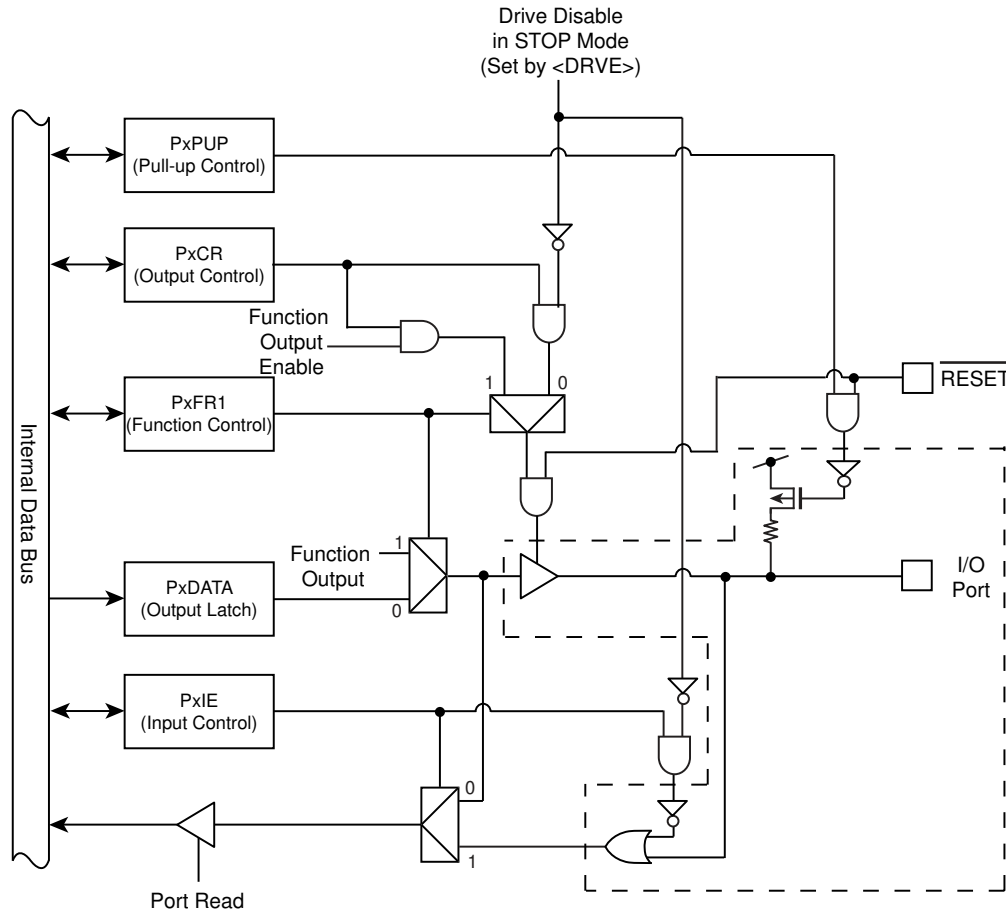 Drive Disable
in STOP Mode
(Set by <DRVE>)
PxPUP
(Pull-up Control)
PxCR
(Output Control)
Function
Output
Enable
1
0
RESET
PxFR1
(Function Control)
Internal Data Bus
Function
Output
1
0
PxDATA
(Output Latch)
I/O
Port
PxIE
(Input Control)
0
1
Port Read